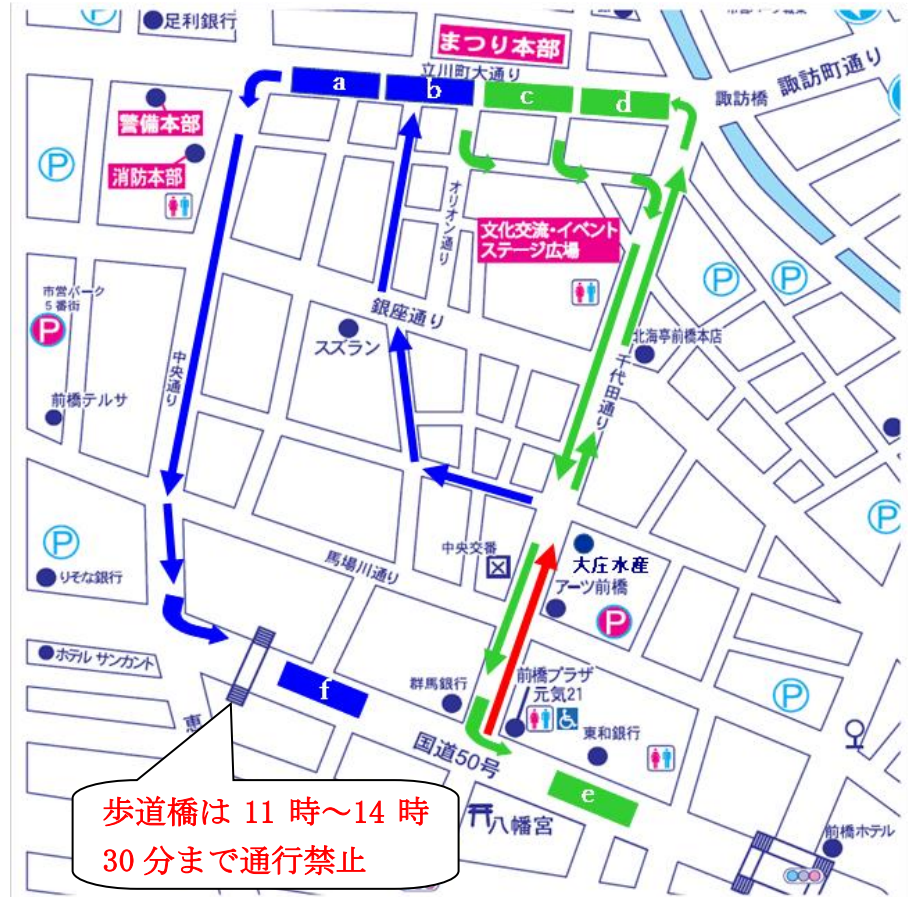 足利銀行
まつり本部
立川町大通り
a
b
c
d
諏訪橋
諏訪町通り
警備本部
消防本部
P
P
オリオン通り
文化交流・イベント
ステージ広場
市営パーク
5番街
P
銀座通り
スズラン
中央通り
前橋テルサ
北海亭前橋本店
千代田通り
P
P
P
P
りそな銀行
馬場川通り
中央交番
大庄水産
アーツ前橋
P
ホテル サンカント
f
群馬銀行
前橋プラザ
元気21
東和銀行
P
恵
国道50号
e
八幡宮
前橋ホテル
歩道橋は 11 時～14 時
30 分まで通行禁止